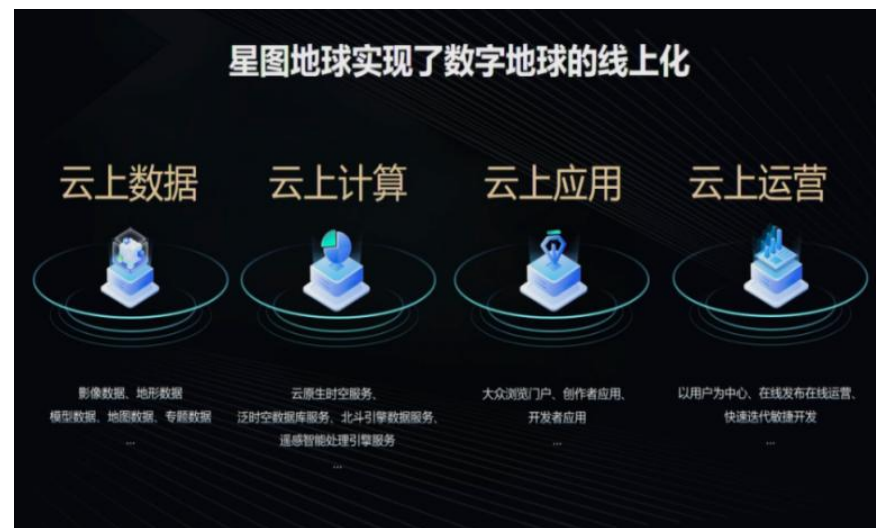 星图地球实现了数字地球的线上化
云上数据
云上计算
云上应用
云上运营
影像数据、地形数据
模型数据、地图数据、专题数据
...
云原生时空服务、
泛时空数据库服务、北斗引擎数据服务、
遥感智能处理引擎服务
...
大众浏览门户、创作者应用、
开发者应用
...
以用户为中心、在线发布在线运营、
快速迭代敏捷开发
...